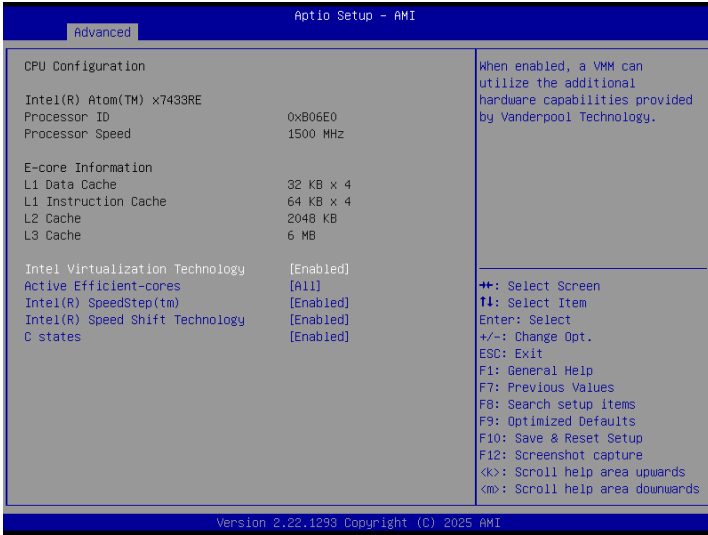 Aptio Setup – AMI
Advanced
CPU Configuration
Intel(R) Atom(TM) x7433RE
Processor ID 0xB06E0
Processor Speed 1500 MHz
E-core Information
L1 Data Cache 32 KB x 4
L1 Instruction Cache 64 KB x 4
L2 Cache 2048 KB
L3 Cache 6 MB
Intel Virtualization Technology [Enabled]
Active Efficient-cores [All]
Intel(R) SpeedStep(tm) [Enabled]
Intel(R) Speed Shift Technology [Enabled]
C states [Enabled]
When enabled, a VMM can
utilize the additional
hardware capabilities provided
by Vanderpool Technology.
→←: Select Screen
↑↓: Select Item
Enter: Select
+/-: Change Opt.
ESC: Exit
F1: General Help
F7: Previous Values
F8: Search setup items
F9: Optimized Defaults
F10: Save & Reset Setup
F12: Screenshot capture
<k>: Scroll help area upwards
<m>: Scroll help area downwards
Version 2.22.1293 Copyright (C) 2025 AMI